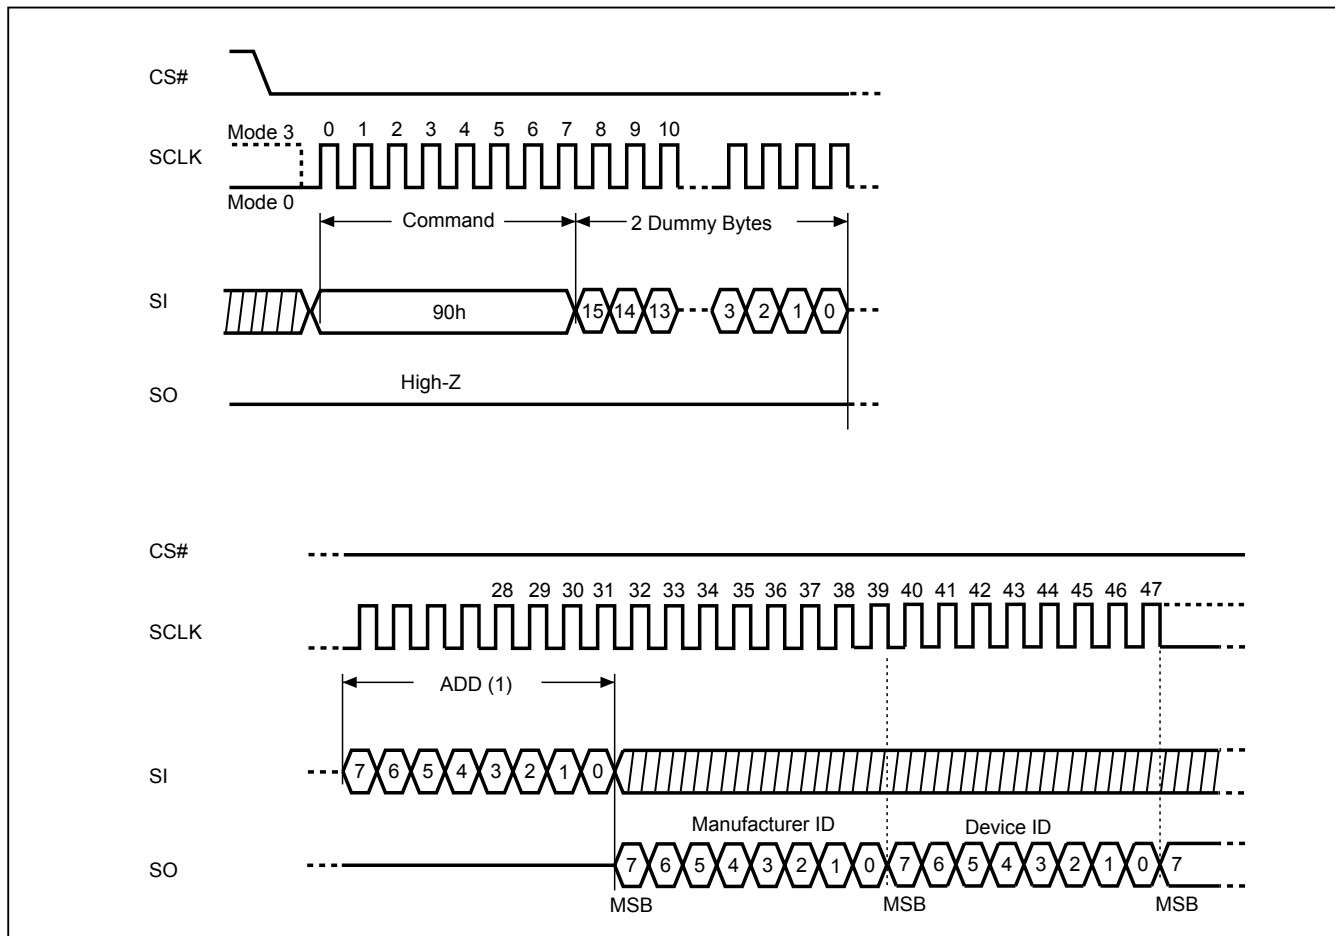 CS#
Mode 3 0 1 2 3 4 5 6 7 8 9 10
SCLK
Mode 0
Command 2 Dummy Bytes
SI 90h 15 14 13 3 2 1 0
High-Z
SO
CS#
28 29 30 31 32 33 34 35 36 37 38 39 40 41 42 43 44 45 46 47
SCLK
ADD (1)
SI 7 6 5 4 3 2 1 0
Manufacturer ID Device ID
SO 7 6 5 4 3 2 1 0 7 6 5 4 3 2 1 0 7
MSB MSB MSB